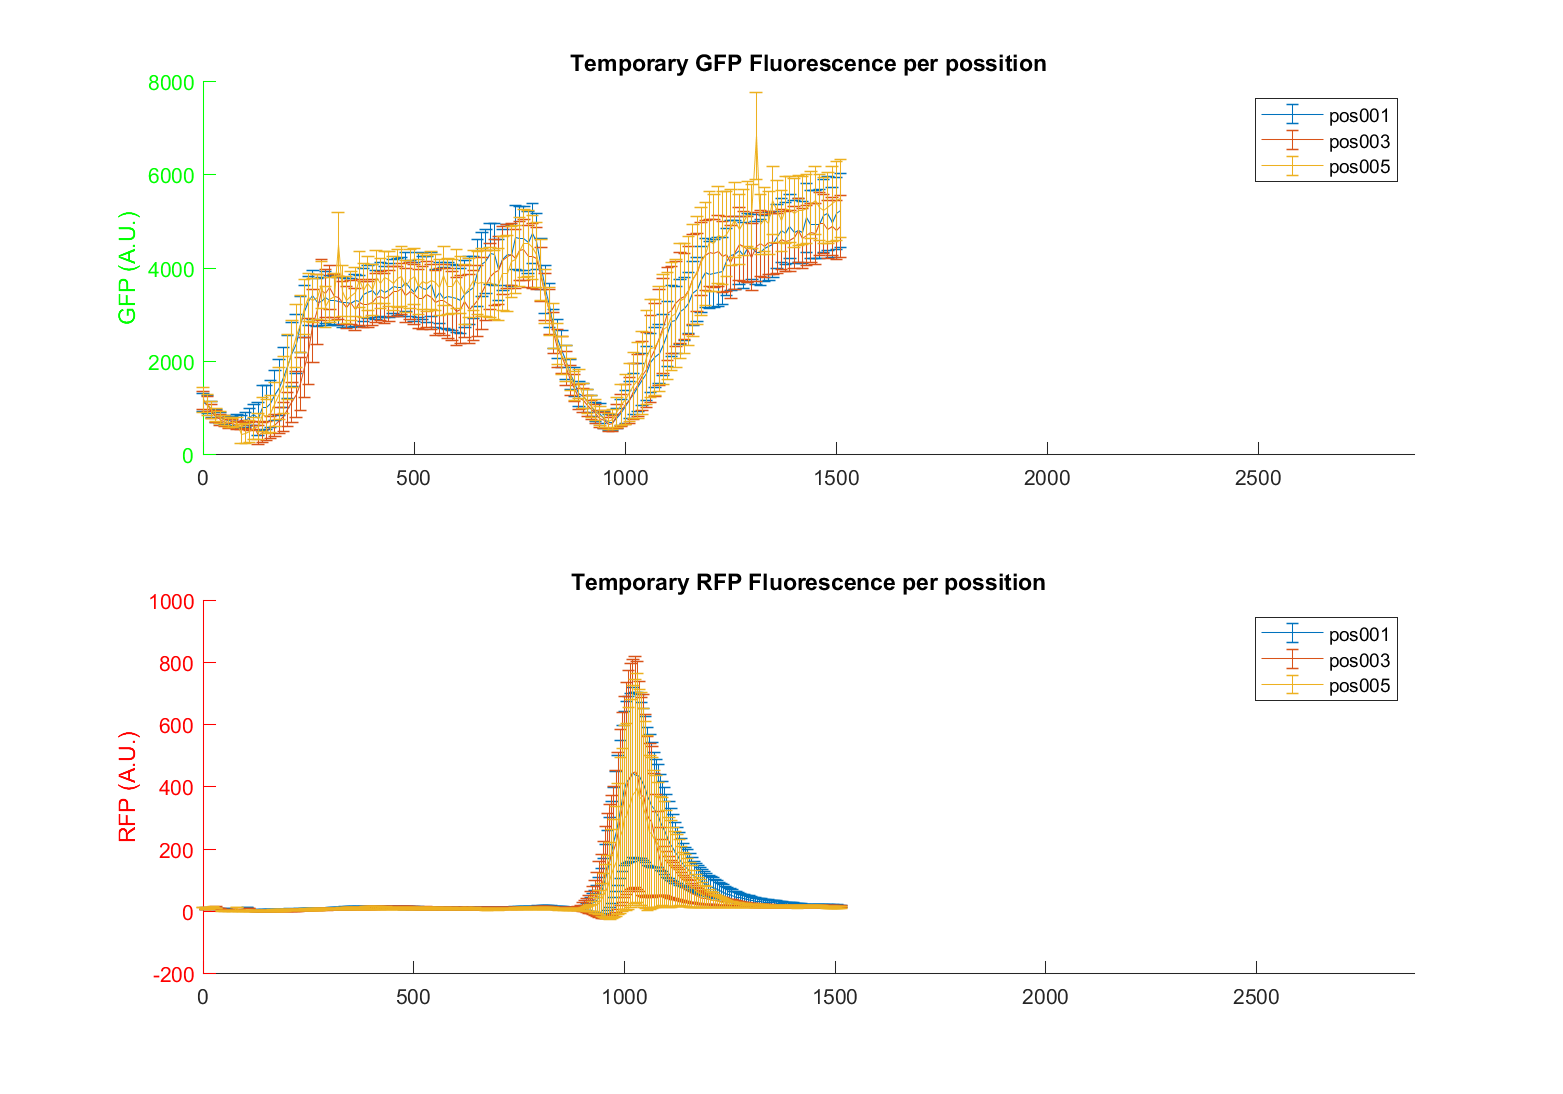 Temporary GFP Fluorescence per possition
8000
6000
4000
2000
0
GFP (A.U.)
pos001
pos003
pos005
0 500 1000 1500 2000 2500
Temporary RFP Fluorescence per possition
1000
800
600
400
200
0
-200
RFP (A.U.)
pos001
pos003
pos005
0 500 1000 1500 2000 2500